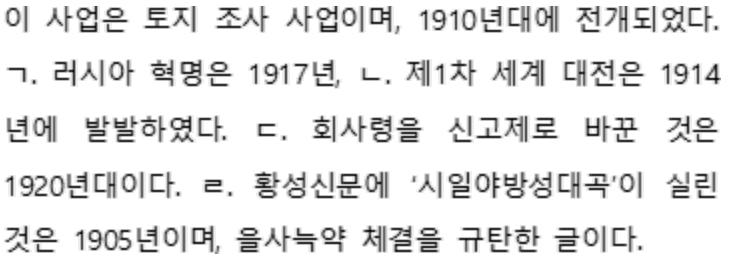 이 사업은 토지 조사 사업이며, 1910년대에 전개되었다.
ㄱ. 러시아 혁명은 1917년, ㄴ. 제1차 세계 대전은 1914
년에 발발하였다. ㄷ. 회사령을 신고제로 바꾼 것은
1920년대이다. ㄹ. 황성신문에 '시일야방성대곡'이 실린
것은 1905년이며, 을사늑약 체결을 규탄한 글이다.